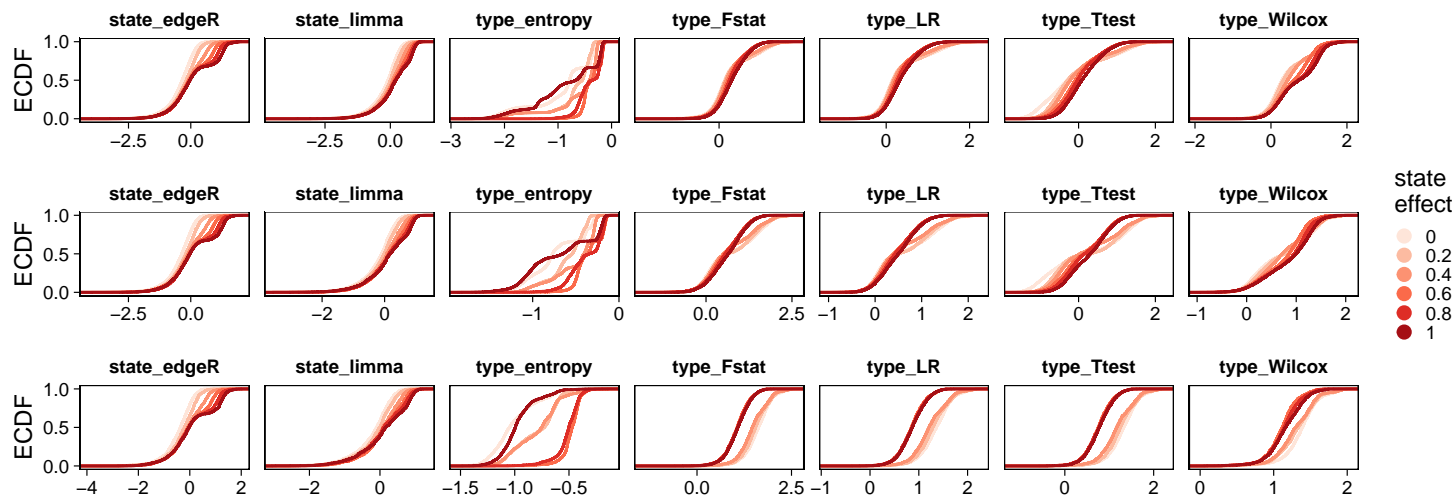 state_edgeR state_limma type_entropy type_Fstat type_LR type_Ttest type_Wilcox
ECDF
1.0
0.5
0.0
−2.5 0.0 −2.5 0.0 −3 −2 −1 0 0 0 2 0 2 −2 0 2
state_edgeR state_limma type_entropy type_Fstat type_LR type_Ttest type_Wilcox
ECDF
1.0
0.5
0.0
−2.5 0.0 −2 0 −1 0 0.0 2.5 −1 0 1 2 0 2 −1 0 1 2
state_edgeR state_limma type_entropy type_Fstat type_LR type_Ttest type_Wilcox
ECDF
1.0
0.5
0.0
−4 −2 0 2 −2 0 −1.5 −1.0 −0.5 0.0 2.5 −1 0 1 2 0 2 0 1 2
state
effect
0
0.2
0.4
0.6
0.8
1